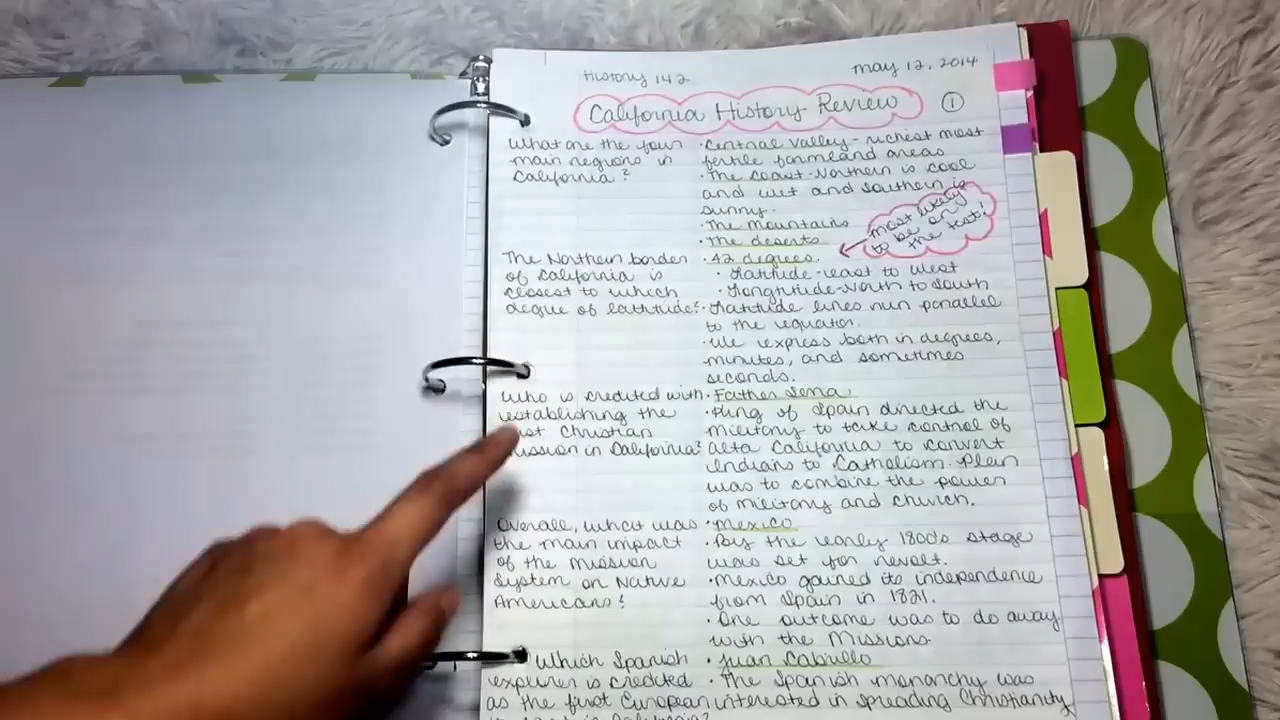 History 142
May 12, 2014
California History Review
1
What are the four
main regions in
California?
· Central Valley - richest most
fertile farmland areas
· The Coast - Northern is cool
and wet and Southern is
sunny.
· The mountains
· The deserts
most likely
to be on
the test!
The Northern border
of California is
closest to which
degree of latitude?
· 42 degrees.
· Latitude - east to west
· Longtitude - North to South
· Latitude lines run parallel
to the equator.
· We express both in degrees,
minutes, and sometimes
seconds.
Who is credited with
establishing the
Christian
mission in California?
· Father Serra
· King of Spain directed the
military to take control of
alta California to convert
Indians to Catholism. Plan
was to combine the power
of military and church.
Overall, what was
the main impact
of the Mission
System on Native
Americans?
· Mexico
· By the early 1800s stage
was set for revolt.
· Mexico gained its independence
from Spain in 1821.
· One outcome was to do away
with the Missions.
Which Spanish
explorer is credited
as the first European
· Juan Cabrillo
· The Spanish monarchy was
interested in spreading Christianity